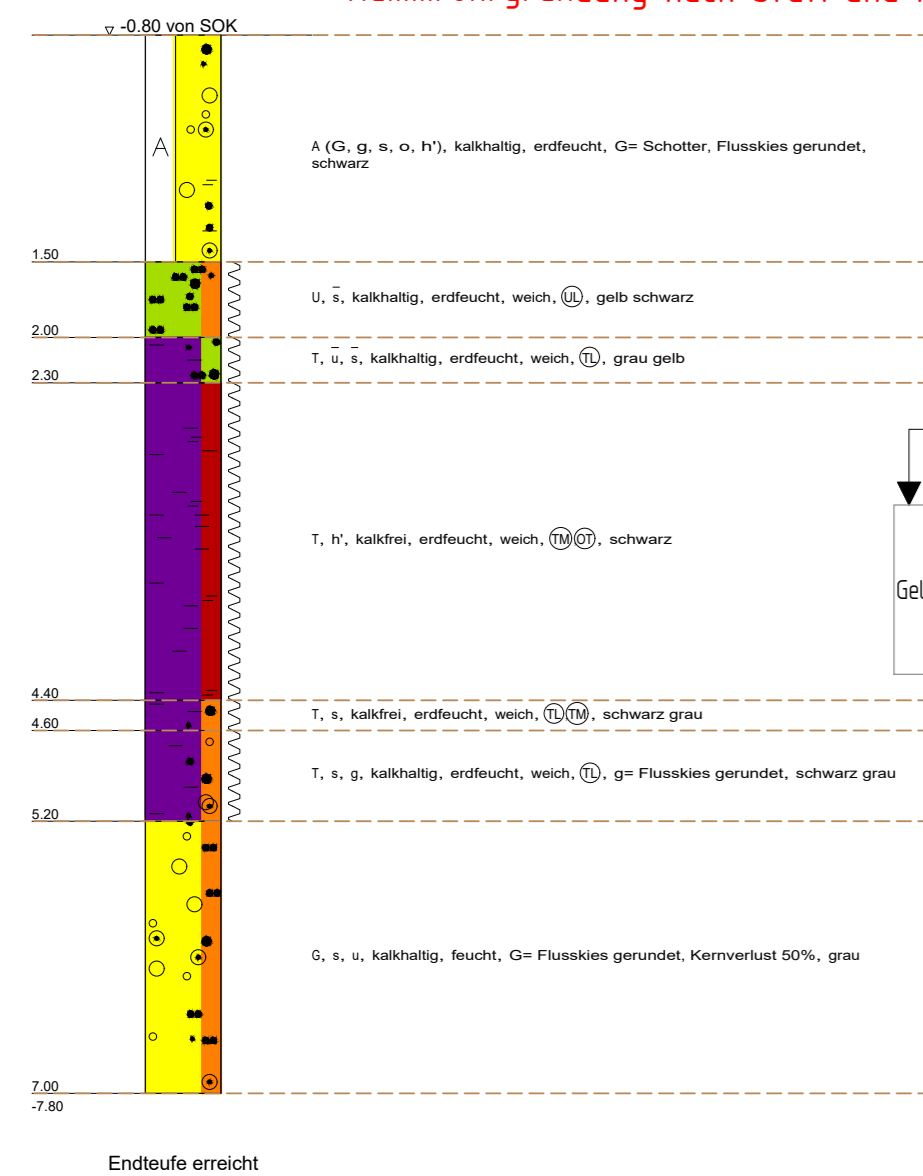 -0.80 von SOK
A
A (G, g, s, o, h'), kalkhaltig, erdfeucht, G= Schotter, Flusskies gerundet,
schwarz
1.50
U, s̅, kalkhaltig, erdfeucht, weich, UL, gelb schwarz
2.00
T, u̅, s̅, kalkhaltig, erdfeucht, weich, TL, grau gelb
2.30
T, h', kalkfrei, erdfeucht, weich, TM OT, schwarz
Gel
4.40
T, s, kalkfrei, erdfeucht, weich, TL TM, schwarz grau
4.60
T, s, g, kalkhaltig, erdfeucht, weich, TL, g= Flusskies gerundet, schwarz grau
5.20
G, s, u, kalkhaltig, feucht, G= Flusskies gerundet, Kernverlust 50%, grau
7.00
-7.80
Endteufe erreicht